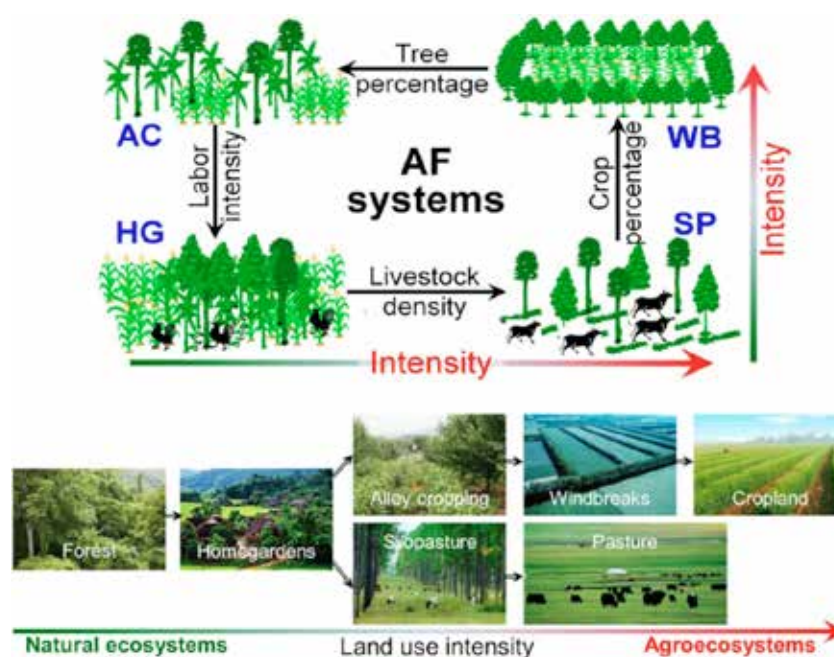 Tree
percentage
AC
WB
Labor
intensity
AF
systems
Crop
percentage
Intensity
HG
SP
Livestock
density
Intensity
Forest
Homegardens
Alley cropping
Windbreaks
Cropland
Silvopasture
Pasture
Natural ecosystems
Land use intensity
Agroecosystems